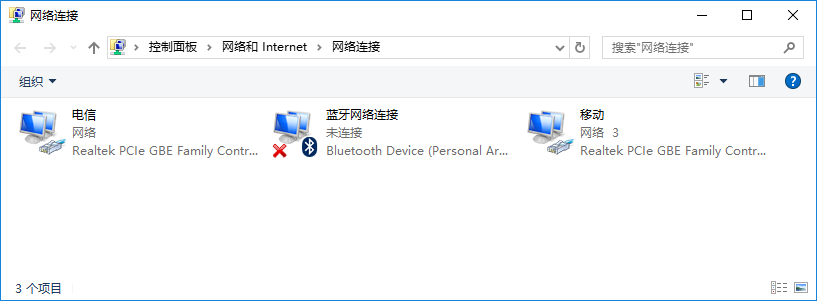 网络连接
控制面板 网络和 Internet 网络连接
搜索"网络连接"
组织
电信
网络
Realtek PCIe GBE Family Contr...
蓝牙网络连接
未连接
Bluetooth Device (Personal Ar...
移动
网络 3
Realtek PCIe GBE Family Contr...
3 个项目